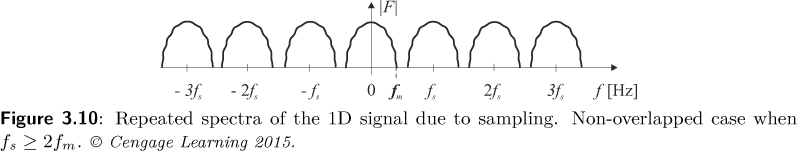 |F|
- 3fₛ - 2fₛ - fₛ 0 fₘ fₛ 2fₛ 3fₛ f [Hz]
Figure 3.10: Repeated spectra of the 1D signal due to sampling. Non-overlapped case when
fₛ ≥ 2fₘ. © Cengage Learning 2015.